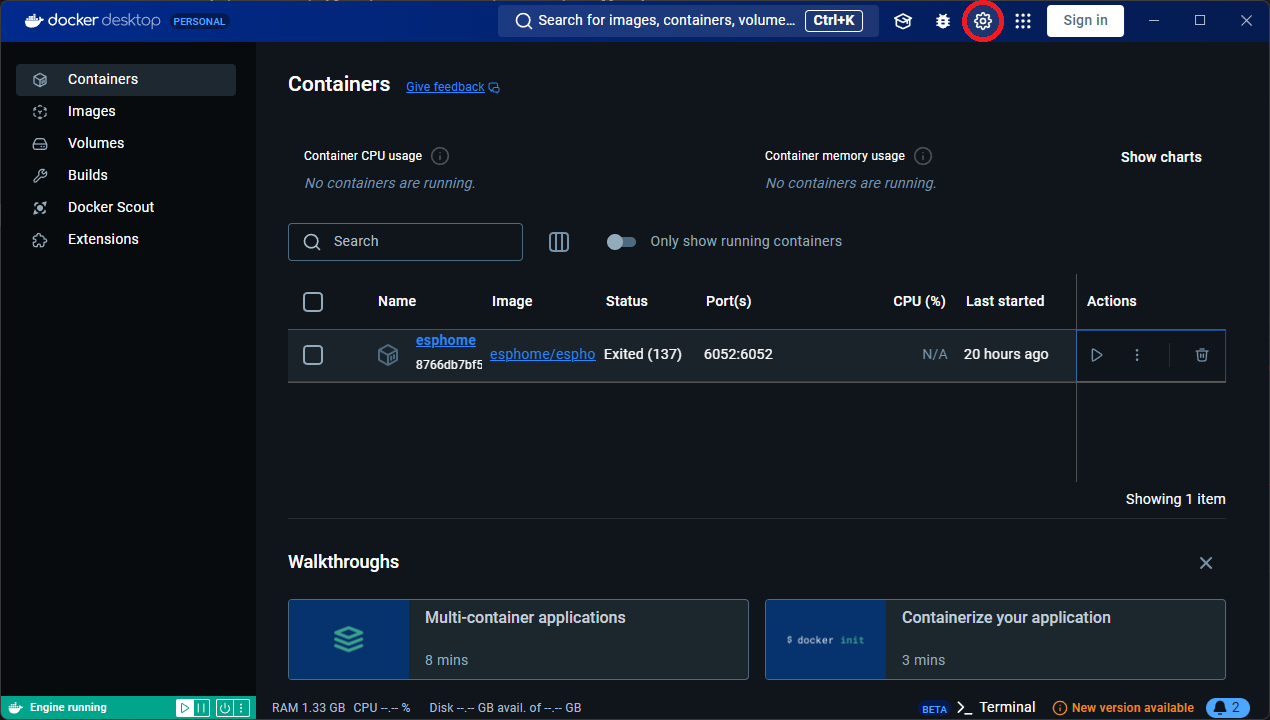 docker desktop PERSONAL
Search for images, containers, volume... Ctrl+K
Sign in
Containers
Images
Volumes
Builds
Docker Scout
Extensions
Containers Give feedback
Container CPU usage
No containers are running.
Container memory usage
No containers are running.
Show charts
Search
Only show running containers
Name Image Status Port(s) CPU (%) Last started Actions
esphome
8766db7bf5
esphome/espho Exited (137) 6052:6052 N/A 20 hours ago
Showing 1 item
Walkthroughs
Multi-container applications
8 mins
$ docker init
Containerize your application
3 mins
Engine running
RAM 1.33 GB CPU --.-- % Disk --.-- GB avail. of --.-- GB
BETA >_ Terminal
New version available
2